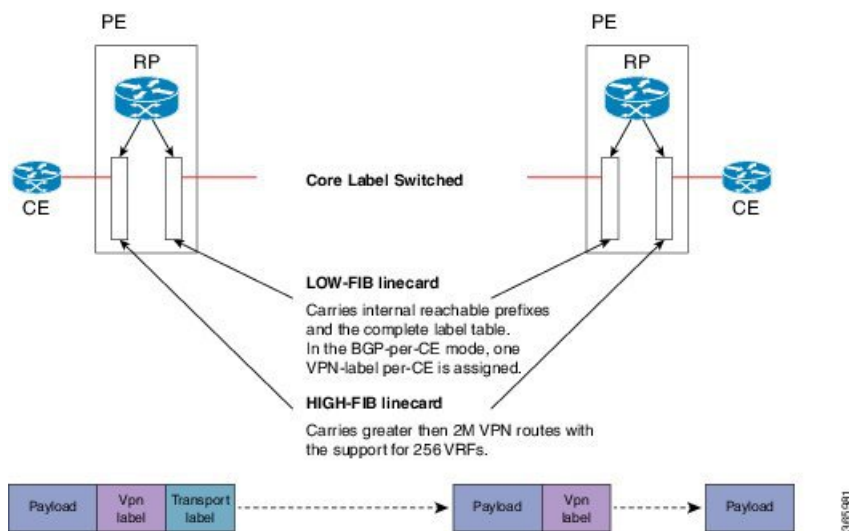 PE
PE
RP
RP
CE
Core Label Switched
CE
LOW-FIB linecard
Carries internal reachable prefixes
and the complete label table.
In the BGP-per-CE mode, one
VPN-label per-CE is assigned.
HIGH-FIB linecard
Carries greater then 2M VPN routes with
the support for 256 VRFs.
Payload
Vpn
label
Transport
label
Payload
Vpn
label
Payload